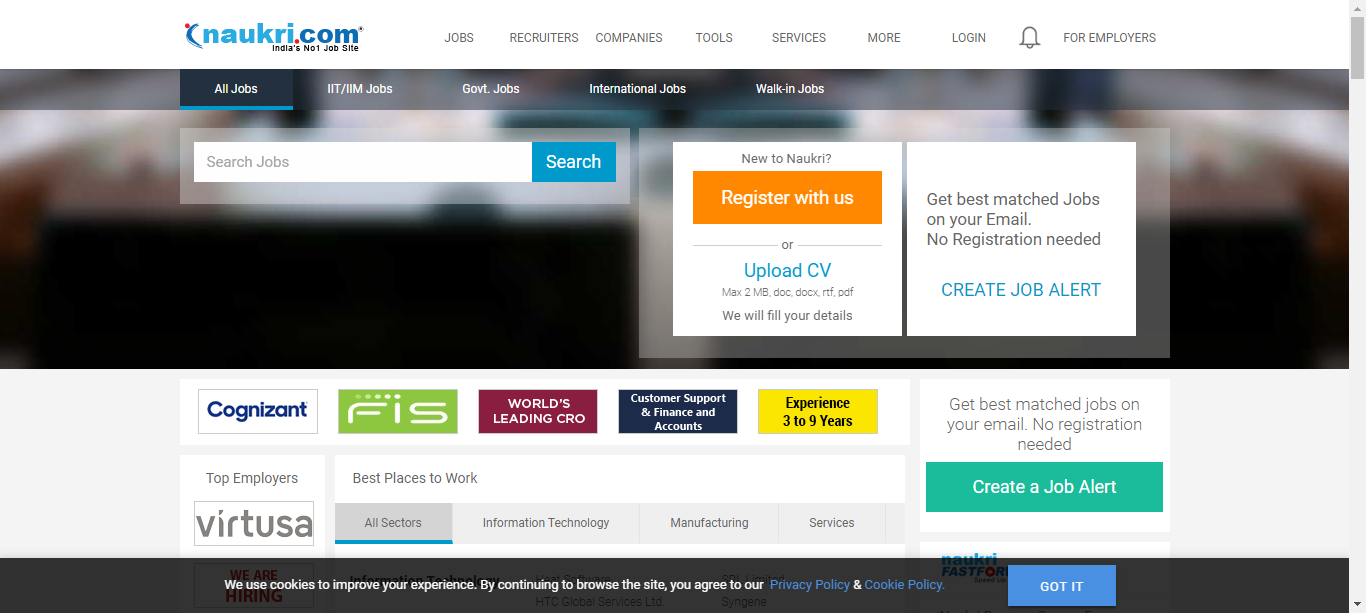 naukri.com
India's No1 Job Site
JOBS
RECRUITERS
COMPANIES
TOOLS
SERVICES
MORE
LOGIN
FOR EMPLOYERS
All Jobs
IIT/IIM Jobs
Govt. Jobs
International Jobs
Walk-in Jobs
Search Jobs
Search
New to Naukri?
Register with us
or
Upload CV
Max 2 MB, doc, docx, rtf, pdf
We will fill your details
Get best matched Jobs
on your Email.
No Registration needed
CREATE JOB ALERT
Cognizant
FIS
WORLD'S
LEADING CRO
Customer Support
& Finance and
Accounts
Experience
3 to 9 Years
Get best matched jobs on
your email. No registration
needed
Create a Job Alert
Top Employers
virtusa
WE ARE
HIRING
Best Places to Work
All Sectors
Information Technology
Manufacturing
Services
Information Technology
HTC Global Services Ltd.
Syngene
naukri
FASTFORW
We use cookies to improve your experience. By continuing to browse the site, you agree to our Privacy Policy & Cookie Policy.
GOT IT